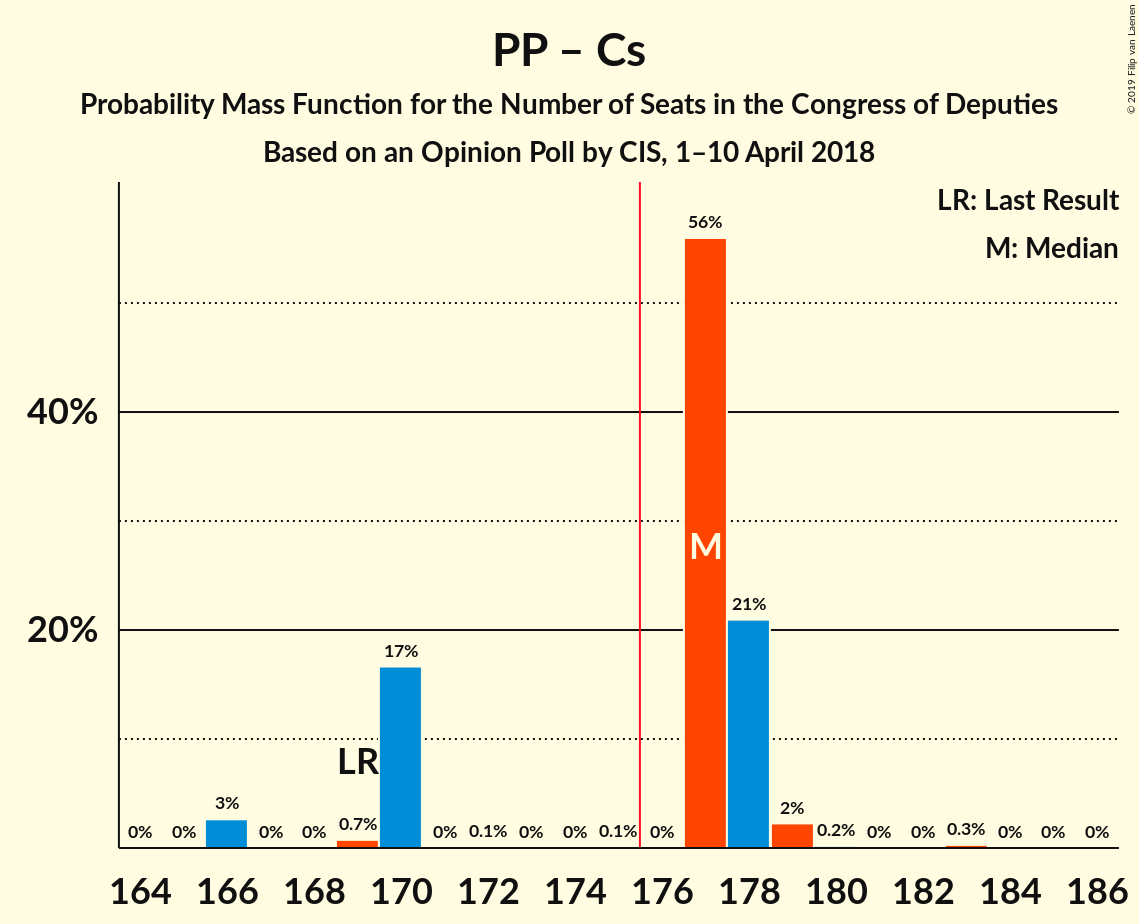 PP – Cs
Probability Mass Function for the Number of Seats in the Congress of Deputies
Based on an Opinion Poll by CIS, 1–10 April 2018
© 2019 Filip van Laenen
LR: Last Result
M: Median
40%
20%
0%
0%
3%
0%
0%
0.7%
LR
17%
0%
0.1%
0%
0%
0.1%
0%
56%
M
21%
2%
0.2%
0%
0%
0.3%
0%
0%
0%
164 166 168 170 172 174 176 178 180 182 184 186